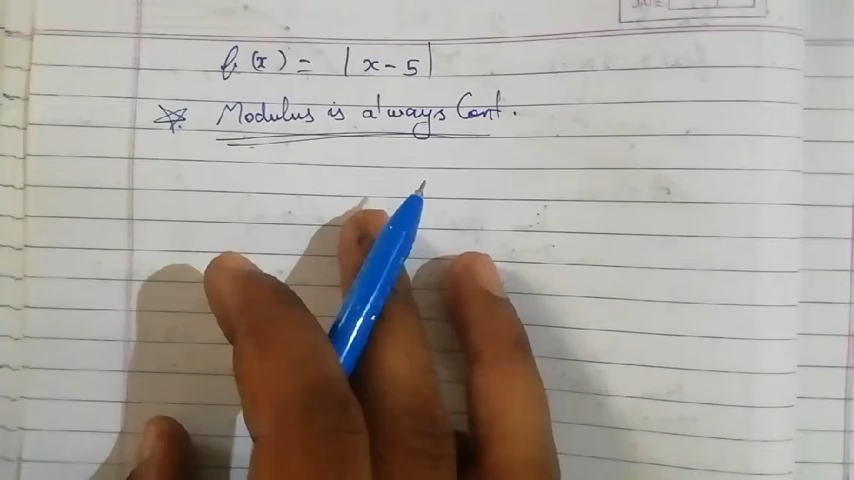 f(x) = |x-5|
Modulus is always Cont.